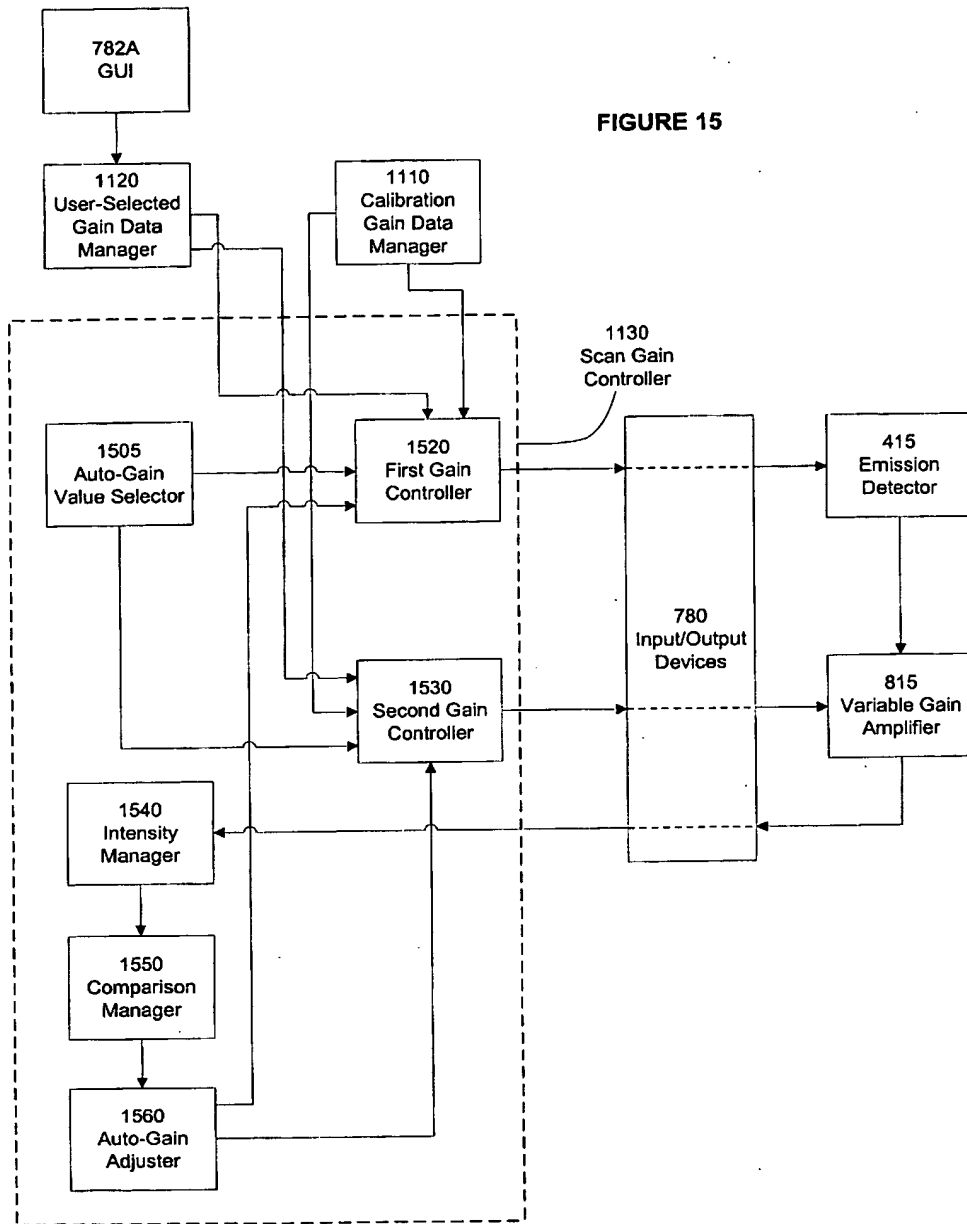 782A
GUI
FIGURE 15
1120
User-Selected
Gain Data
Manager
1110
Calibration
Gain Data
Manager
1130
Scan Gain
Controller
1505
Auto-Gain
Value Selector
1520
First Gain
Controller
415
Emission
Detector
780
Input/Output
Devices
1530
Second Gain
Controller
815
Variable Gain
Amplifier
1540
Intensity
Manager
1550
Comparison
Manager
1560
Auto-Gain
Adjuster